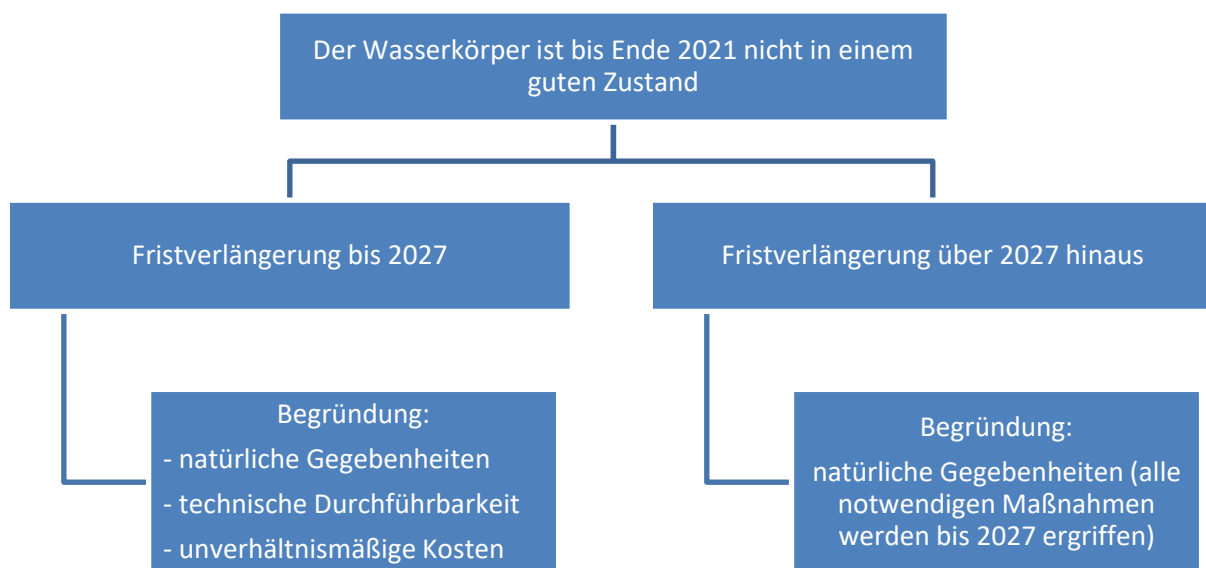 Der Wasserkörper ist bis Ende 2021 nicht in einem
guten Zustand
Fristverlängerung bis 2027
Fristverlängerung über 2027 hinaus
Begründung:
- natürliche Gegebenheiten
- technische Durchführbarkeit
- unverhältnismäßige Kosten
Begründung:
natürliche Gegebenheiten (alle
notwendigen Maßnahmen
werden bis 2027 ergriffen)